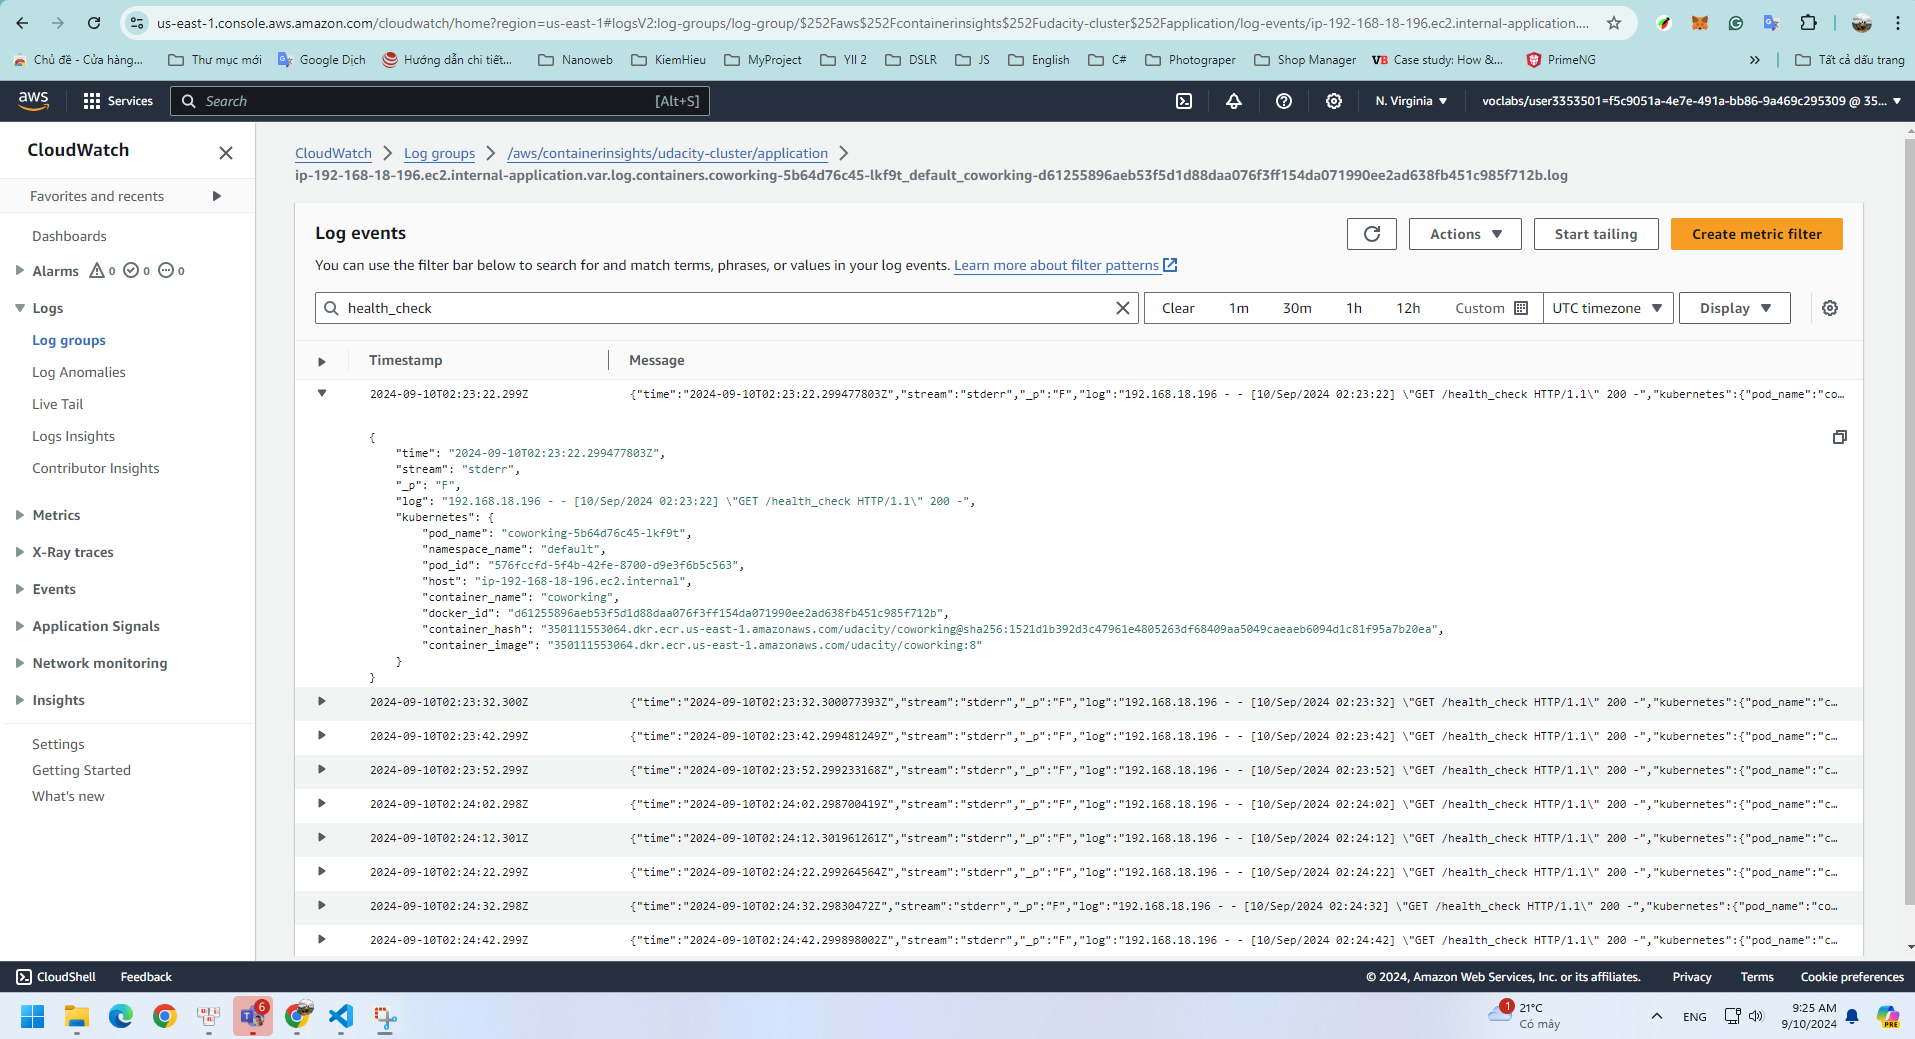 us-east-1.console.aws.amazon.com/cloudwatch/home?region=us-east-1#logsV2:log-groups/log-group/$252Faws$252Fcontainerinsights$252Fudacity-cluster$252Fapplication/log-events/ip-192-168-18-196.ec2.internal-application....
Chủ đề - Cửa hàng...
Thư mục mới
Google Dịch
Hướng dẫn chi tiết...
Nanoweb
KiemHieu
MyProject
YII 2
DSLR
JS
English
C#
Photograper
Shop Manager
VB Case study: How &...
PrimeNG
Tất cả dấu trang
aws
Services
Search
[Alt+S]
N. Virginia
voclabs/user3353501=f5c9051a-4e7e-491a-bb86-9a469c295309 @ 35...
CloudWatch
Favorites and recents
Dashboards
Alarms 0 0 0
Logs
Log groups
Log Anomalies
Live Tail
Logs Insights
Contributor Insights
Metrics
X-Ray traces
Events
Application Signals
Network monitoring
Insights
Settings
Getting Started
What's new
CloudWatch
Log groups
/aws/containerinsights/udacity-cluster/application
ip-192-168-18-196.ec2.internal-application.var.log.containers.coworking-5b64d76c45-lkf9t_default_coworking-d61255896aeb53f5d1d88daa076f3ff154da071990ee2ad638fb451c985f712b.log
Log events
Actions
Start tailing
Create metric filter
You can use the filter bar below to search for and match terms, phrases, or values in your log events. Learn more about filter patterns
health_check
Clear
1m
30m
1h
12h
Custom
UTC timezone
Display
Timestamp
Message
2024-09-10T02:23:22.299Z {"time":"2024-09-10T02:23:22.299477803Z","stream":"stderr","_p":"F","log":"192.168.18.196 - - [10/Sep/2024 02:23:22] \"GET /health_check HTTP/1.1\" 200 -","kubernetes":{"pod_name":"co…
{
"time": "2024-09-10T02:23:22.299477803Z",
"stream": "stderr",
"_p": "F",
"log": "192.168.18.196 - - [10/Sep/2024 02:23:22] \"GET /health_check HTTP/1.1\" 200 -",
"kubernetes": {
"pod_name": "coworking-5b64d76c45-lkf9t",
"namespace_name": "default",
"pod_id": "576fccfd-5f4b-42fe-8700-d9e3f6b5c563",
"host": "ip-192-168-18-196.ec2.internal",
"container_name": "coworking",
"docker_id": "d61255896aeb53f5d1d88daa076f3ff154da071990ee2ad638fb451c985f712b",
"container_hash": "350111553064.dkr.ecr.us-east-1.amazonaws.com/udacity/coworking@sha256:1521d1b392d3c47961e4805263df68409aa5049caeaeb6094d1c81f95a7b20ea",
"container_image": "350111553064.dkr.ecr.us-east-1.amazonaws.com/udacity/coworking:8"
}
}
2024-09-10T02:23:32.300Z {"time":"2024-09-10T02:23:32.300077393Z","stream":"stderr","_p":"F","log":"192.168.18.196 - - [10/Sep/2024 02:23:32] \"GET /health_check HTTP/1.1\" 200 -","kubernetes":{"pod_name":"c…
2024-09-10T02:23:42.299Z {"time":"2024-09-10T02:23:42.299481249Z","stream":"stderr","_p":"F","log":"192.168.18.196 - - [10/Sep/2024 02:23:42] \"GET /health_check HTTP/1.1\" 200 -","kubernetes":{"pod_name":"c…
2024-09-10T02:23:52.299Z {"time":"2024-09-10T02:23:52.299233168Z","stream":"stderr","_p":"F","log":"192.168.18.196 - - [10/Sep/2024 02:23:52] \"GET /health_check HTTP/1.1\" 200 -","kubernetes":{"pod_name":"c…
2024-09-10T02:24:02.298Z {"time":"2024-09-10T02:24:02.298700419Z","stream":"stderr","_p":"F","log":"192.168.18.196 - - [10/Sep/2024 02:24:02] \"GET /health_check HTTP/1.1\" 200 -","kubernetes":{"pod_name":"c…
2024-09-10T02:24:12.301Z {"time":"2024-09-10T02:24:12.301961261Z","stream":"stderr","_p":"F","log":"192.168.18.196 - - [10/Sep/2024 02:24:12] \"GET /health_check HTTP/1.1\" 200 -","kubernetes":{"pod_name":"c…
2024-09-10T02:24:22.299Z {"time":"2024-09-10T02:24:22.299264564Z","stream":"stderr","_p":"F","log":"192.168.18.196 - - [10/Sep/2024 02:24:22] \"GET /health_check HTTP/1.1\" 200 -","kubernetes":{"pod_name":"c…
2024-09-10T02:24:32.298Z {"time":"2024-09-10T02:24:32.29830472Z","stream":"stderr","_p":"F","log":"192.168.18.196 - - [10/Sep/2024 02:24:32] \"GET /health_check HTTP/1.1\" 200 -","kubernetes":{"pod_name":"co…
2024-09-10T02:24:42.299Z {"time":"2024-09-10T02:24:42.299898002Z","stream":"stderr","_p":"F","log":"192.168.18.196 - - [10/Sep/2024 02:24:42] \"GET /health_check HTTP/1.1\" 200 -","kubernetes":{"pod_name":"c…
CloudShell
Feedback
© 2024, Amazon Web Services, Inc. or its affiliates.
Privacy
Terms
Cookie preferences
6
1
21°C
Có mây
ENG
9:25 AM
9/10/2024
PRE